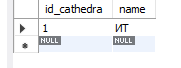 id_cathedra name
1 ИТ
NULL NULL